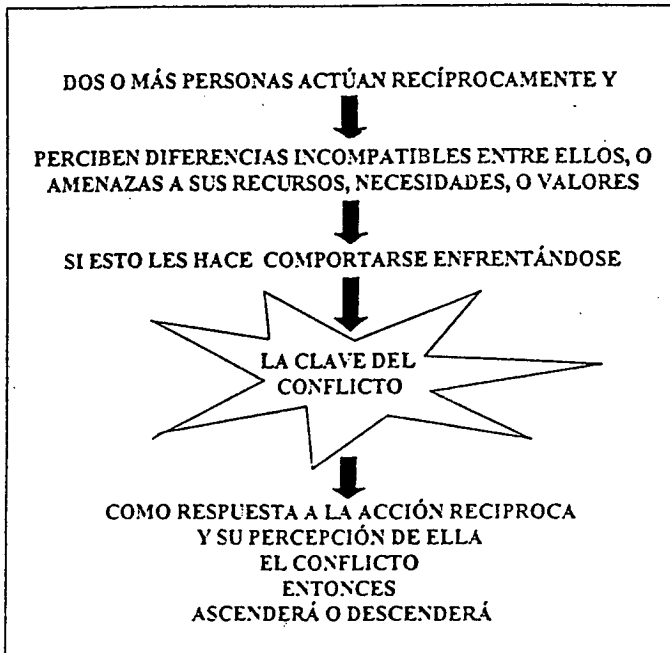 DOS O MÁS PERSONAS ACTÚAN RECÍPROCAMENTE Y
PERCIBEN DIFERENCIAS INCOMPATIBLES ENTRE ELLOS, O
AMENAZAS A SUS RECURSOS, NECESIDADES, O VALORES
SI ESTO LES HACE COMPORTARSE ENFRENTÁNDOSE
LA CLAVE DEL
CONFLICTO
COMO RESPUESTA A LA ACCIÓN RECIPROCA
Y SU PERCEPCIÓN DE ELLA
EL CONFLICTO
ENTONCES
ASCENDERÁ O DESCENDERÁ